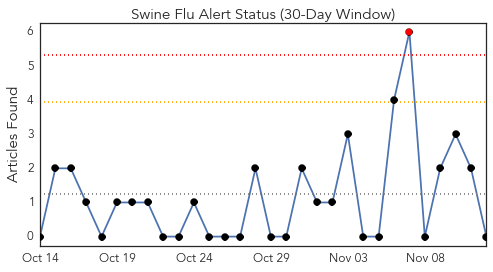 Swine Flu Alert Status (30-Day Window)
Articles Found
6
5
4
3
2
1
0
Oct 14 Oct 19 Oct 24 Oct 29 Nov 03 Nov 08